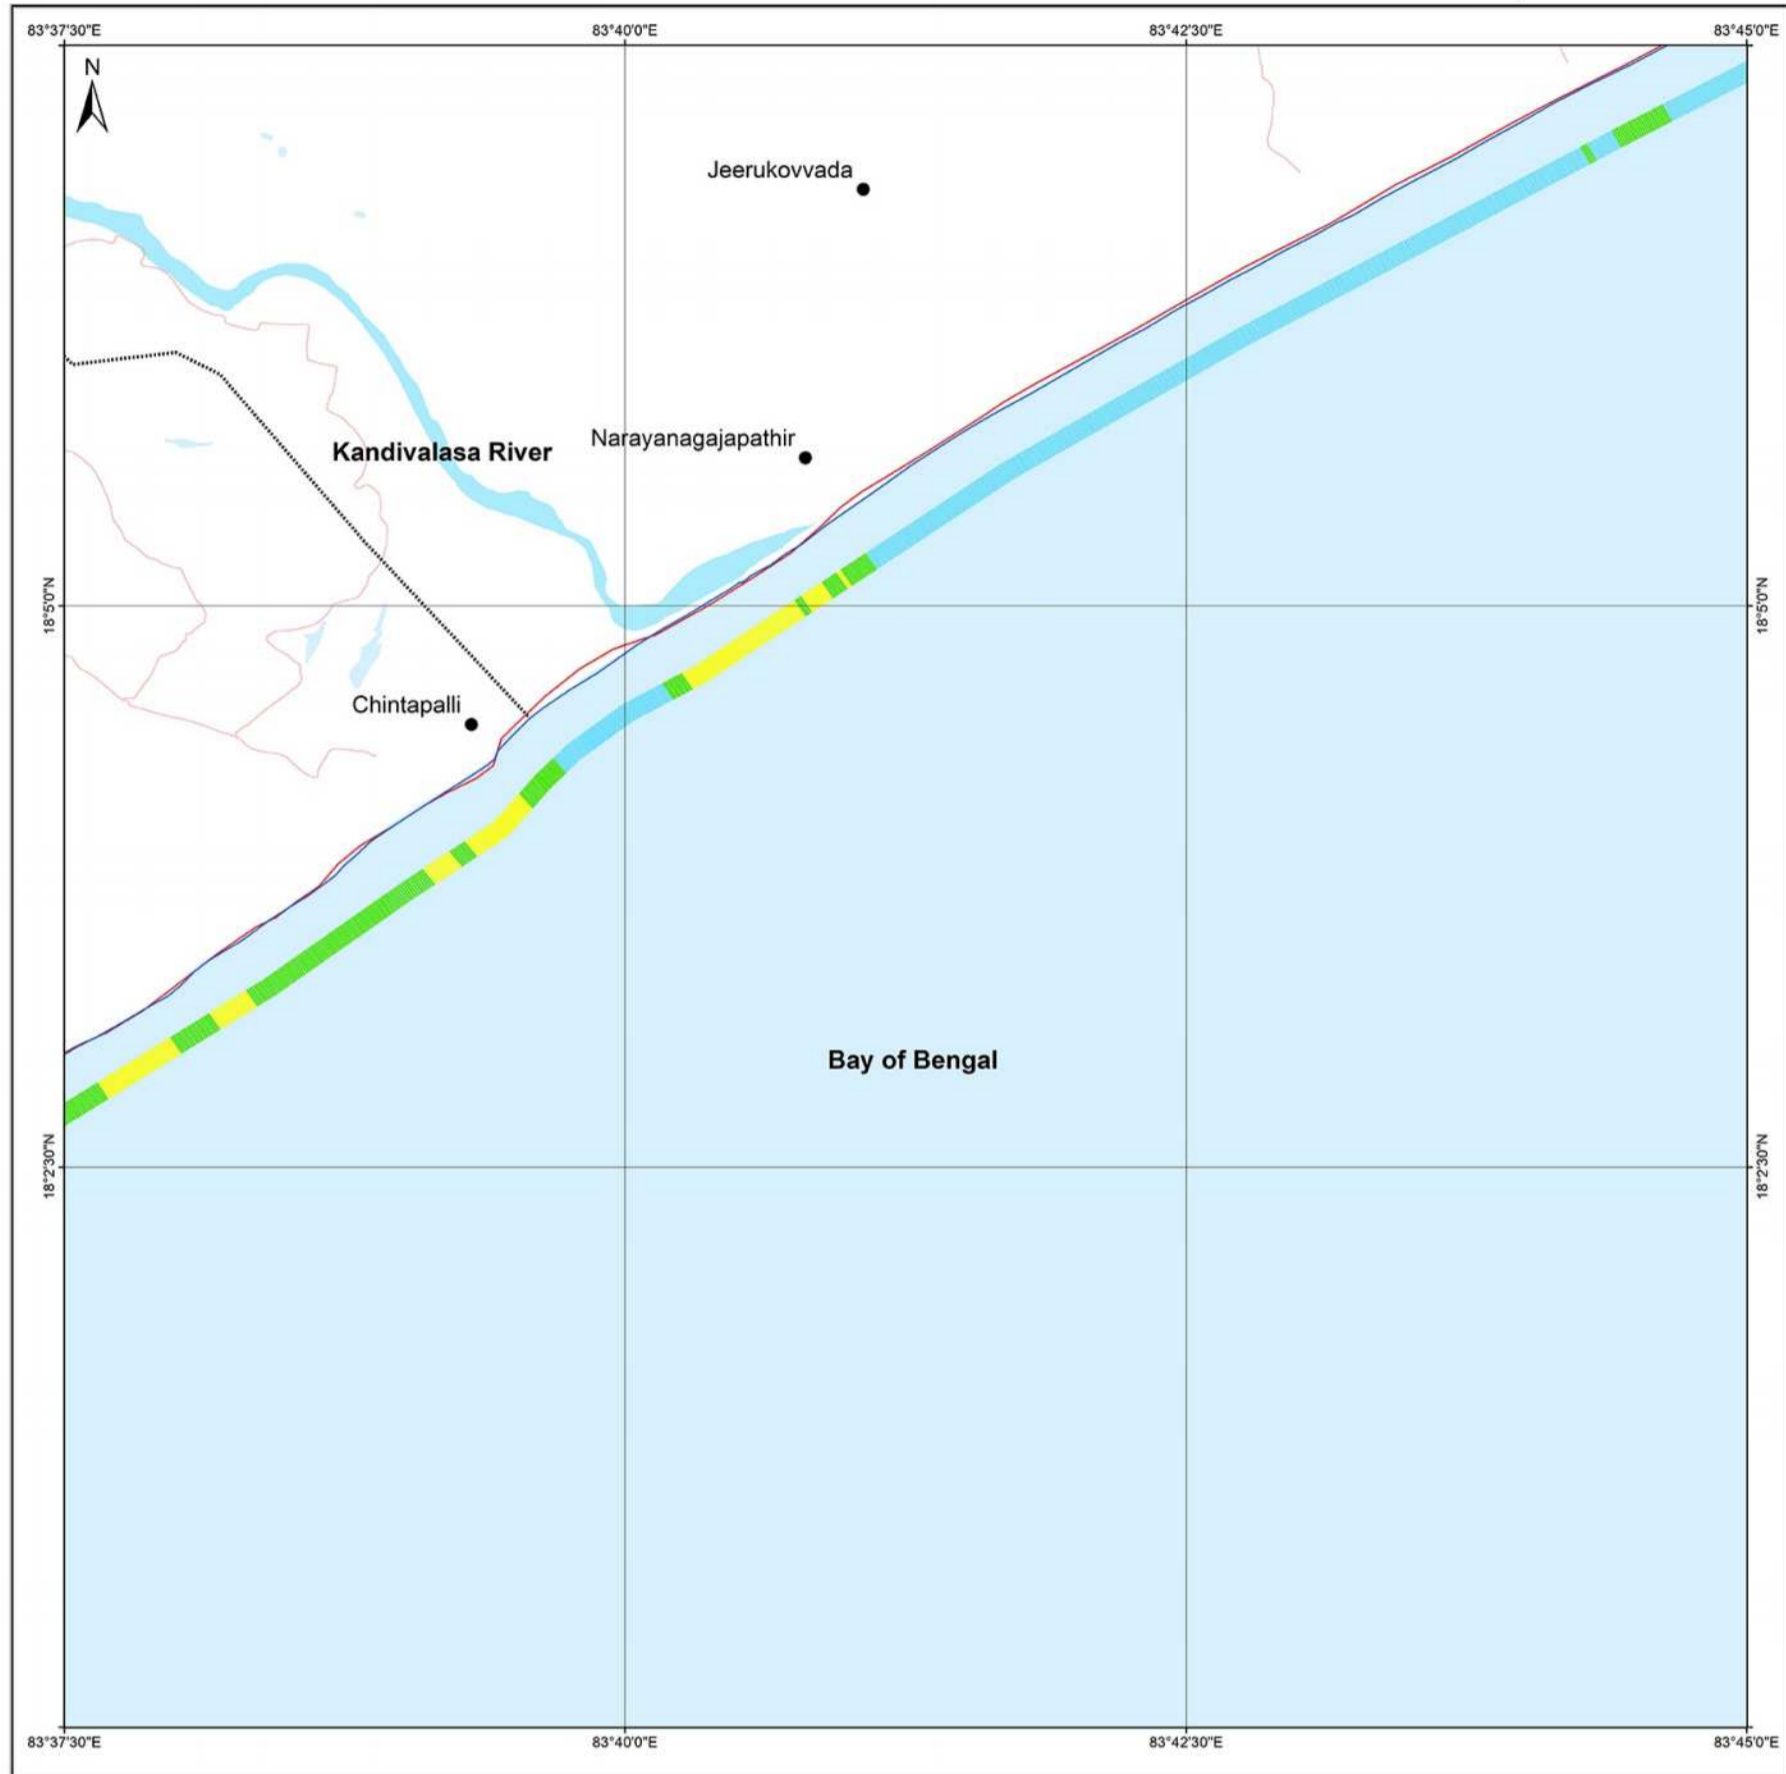 83°37'30"E
83°40'0"E
83°42'30"E
83°45'0"E
N
Jeerukovvada
Narayanagajapathir
Kandivalasa River
18°5'0"N
18°5'0"N
Chintapalli
Bay of Bengal
18°2'30"N
18°2'30"N
83°37'30"E
83°40'0"E
83°42'30"E
83°45'0"E